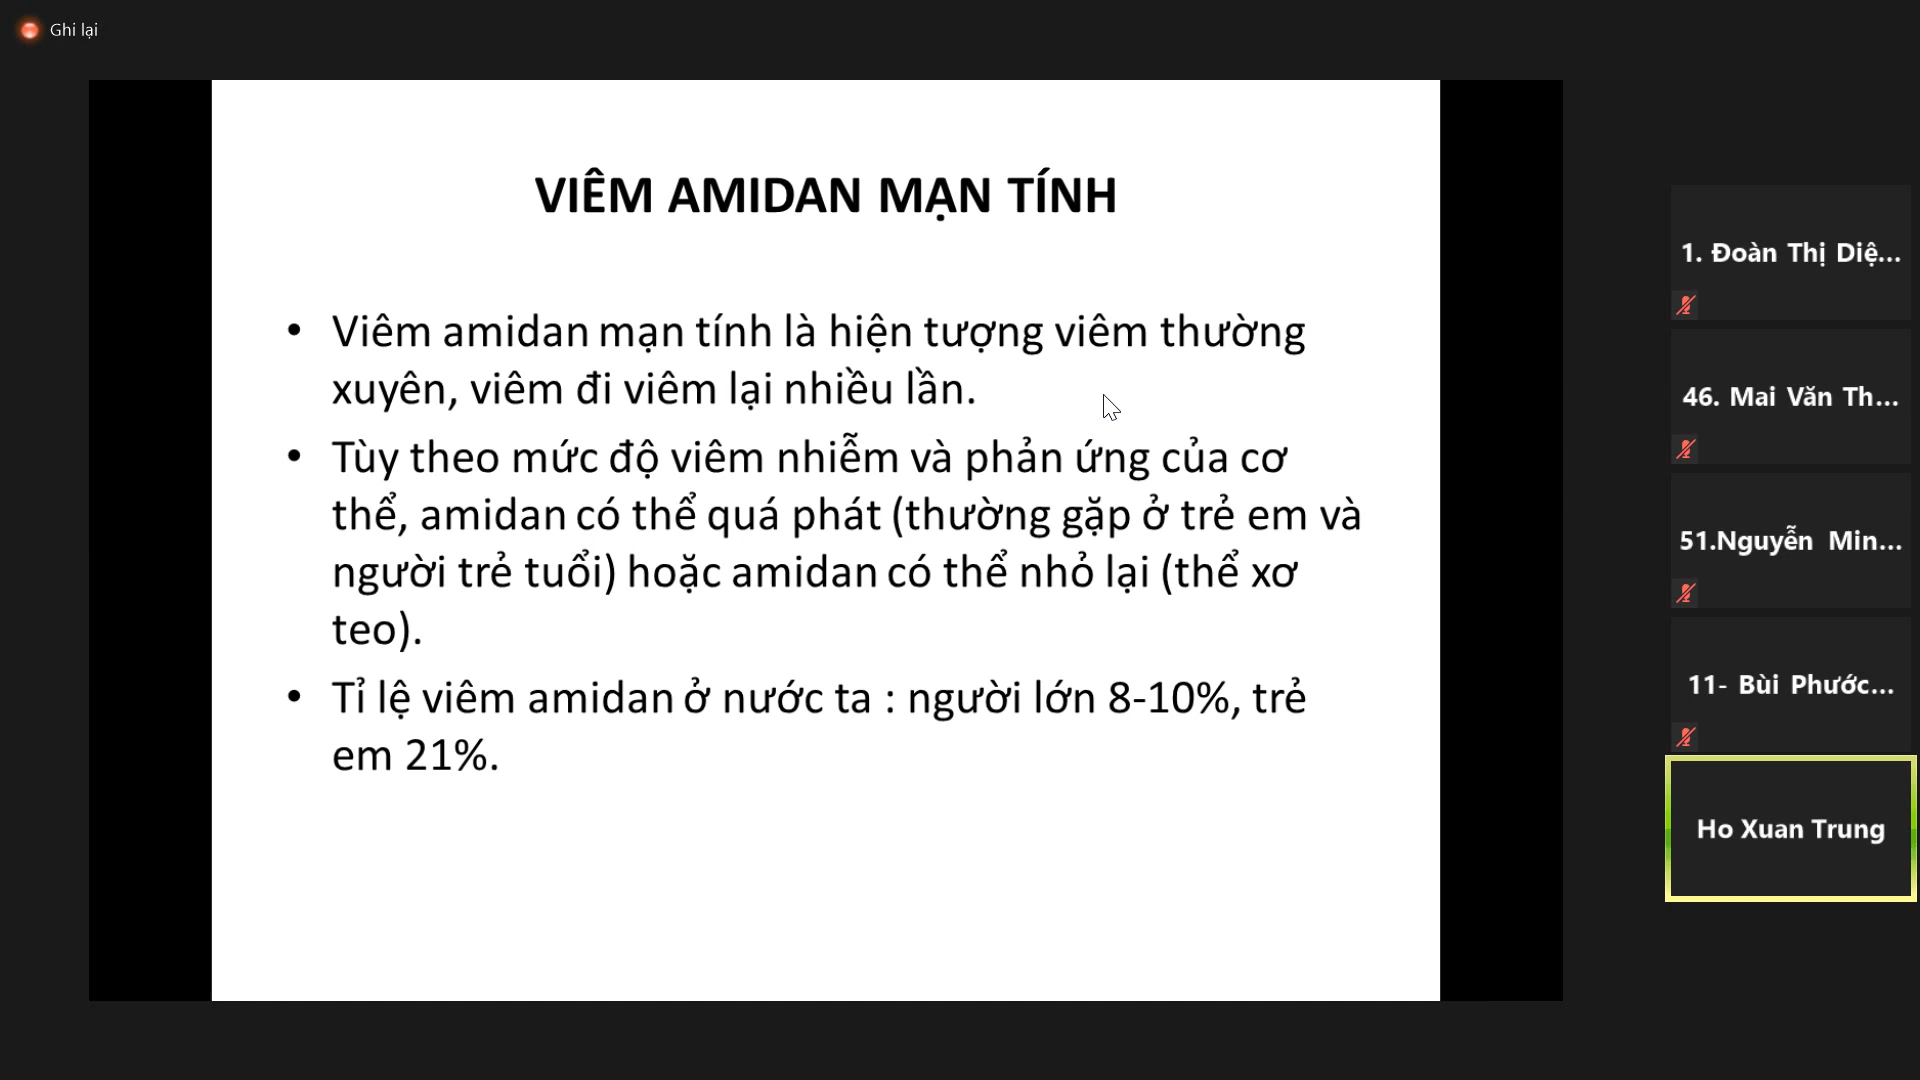 Ghi lại
VIÊM AMIDAN MẠN TÍNH
• Viêm amidan mạn tính là hiện tượng viêm thường
xuyên, viêm đi viêm lại nhiều lần.
• Tùy theo mức độ viêm nhiễm và phản ứng của cơ
thể, amidan có thể quá phát (thường gặp ở trẻ em và
người trẻ tuổi) hoặc amidan có thể nhỏ lại (thể xơ
teo).
• Tỉ lệ viêm amidan ở nước ta : người lớn 8-10%, trẻ
em 21%.
1. Đoàn Thị Diệ...
46. Mai Văn Th...
51.Nguyễn Min...
11- Bùi Phước...
Ho Xuan Trung